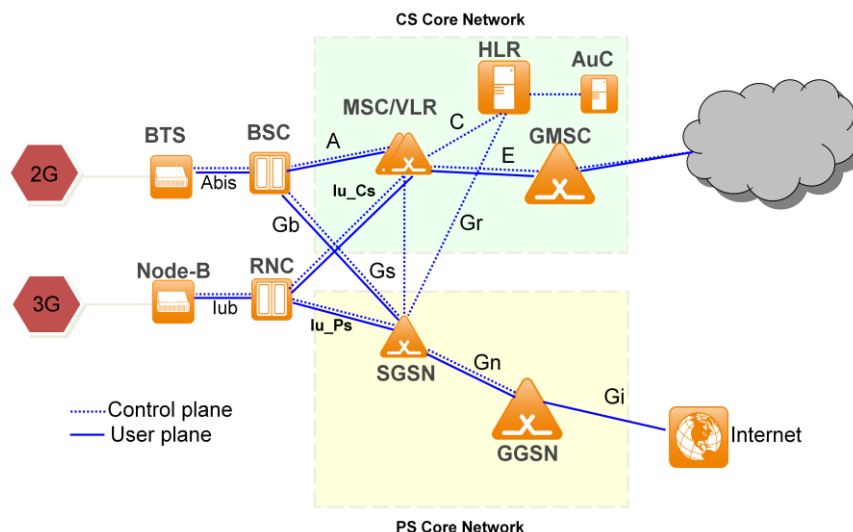 CS Core Network
HLR
AuC
MSC/VLR
BTS
BSC
A
C
GMSC
E
2G
Abis
Iu_Cs
Gb
Gr
Node-B
RNC
Gs
3G
Iub
Iu_Ps
SGSN
Gn
Gi
Control plane
User plane
GGSN
Internet
PS Core Network